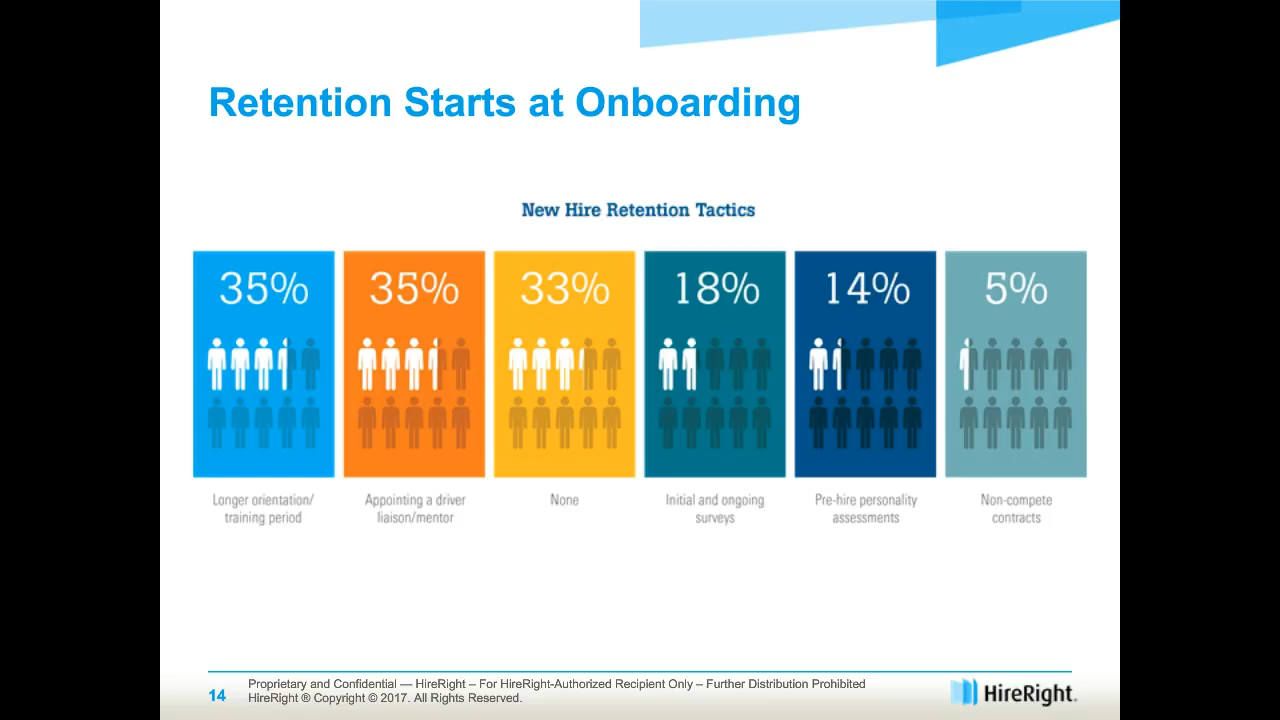 Retention Starts at Onboarding
New Hire Retention Tactics
35%
35%
33%
18%
14%
5%
Longer orientation/
training period
Appointing a driver
liaison/mentor
None
Initial and ongoing
surveys
Pre-hire personality
assessments
Non-compete
contracts
14
Proprietary and Confidential — HireRight – For HireRight-Authorized Recipient Only – Further Distribution Prohibited
HireRight ® Copyright © 2017. All Rights Reserved.
HireRight.